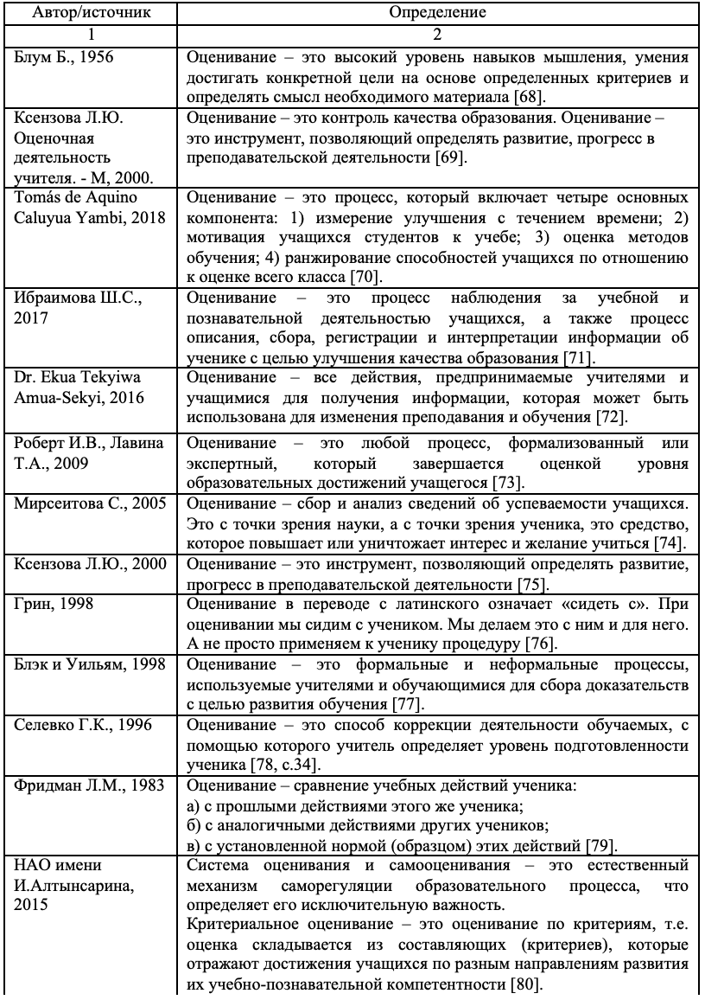 Автор/источник
Определение
1
2
Блум Б., 1956
Оценивание – это высокий уровень навыков мышления, умения
достигать конкретной цели на основе определенных критериев и
определять смысл необходимого материала [68].
Ксензова Л.Ю.
Оценочная
деятельность
учителя. - М, 2000.
Оценивание – это контроль качества образования. Оценивание –
это инструмент, позволяющий определять развитие, прогресс в
преподавательской деятельности [69].
Tomás de Aquino
Caluyua Yambi, 2018
Оценивание – это процесс, который включает четыре основных
компонента: 1) измерение улучшения с течением времени; 2)
мотивация учащихся студентов к учебе; 3) оценка методов
обучения; 4) ранжирование способностей учащихся по отношению
к оценке всего класса [70].
Ибраимова Ш.С.,
2017
Оценивание – это процесс наблюдения за учебной и
познавательной деятельностью учащихся, а также процесс
описания, сбора, регистрации и интерпретации информации об
ученике с целью улучшения качества образования [71].
Dr. Ekua Tekyiwa
Amua-Sekyi, 2016
Оценивание – все действия, предпринимаемые учителями и
учащимися для получения информации, которая может быть
использована для изменения преподавания и обучения [72].
Роберт И.В., Лавина
Т.А., 2009
Оценивание – это любой процесс, формализованный или
экспертный, который завершается оценкой уровня
образовательных достижений учащегося [73].
Мирсеитова С., 2005
Оценивание – сбор и анализ сведений об успеваемости учащихся.
Это с точки зрения науки, а с точки зрения ученика, это средство,
которое повышает или уничтожает интерес и желание учиться [74].
Ксензова Л.Ю., 2000
Оценивание – это инструмент, позволяющий определять развитие,
прогресс в преподавательской деятельности [75].
Грин, 1998
Оценивание в переводе с латинского означает «сидеть с». При
оценивании мы сидим с учеником. Мы делаем это с ним и для него.
А не просто применяем к ученику процедуру [76].
Блэк и Уильям, 1998
Оценивание – это формальные и неформальные процессы,
используемые учителями и обучающимися для сбора доказательств
с целью развития обучения [77].
Селевко Г.К., 1996
Оценивание – это способ коррекции деятельности обучаемых, с
помощью которого учитель определяет уровень подготовленности
ученика [78, с.34].
Фридман Л.М., 1983
Оценивание – сравнение учебных действий ученика:
а) с прошлыми действиями этого же ученика;
б) с аналогичными действиями других учеников;
в) с установленной нормой (образцом) этих действий [79].
НАО имени
И.Алтынсарина,
2015
Система оценивания и самооценивания – это естественный
механизм саморегуляции образовательного процесса, что
определяет его исключительную важность.
Критериальное оценивание – это оценивание по критериям, т.е.
оценка складывается из составляющих (критериев), которые
отражают достижения учащихся по разным направлениям развития
их учебно-познавательной компетентности [80].